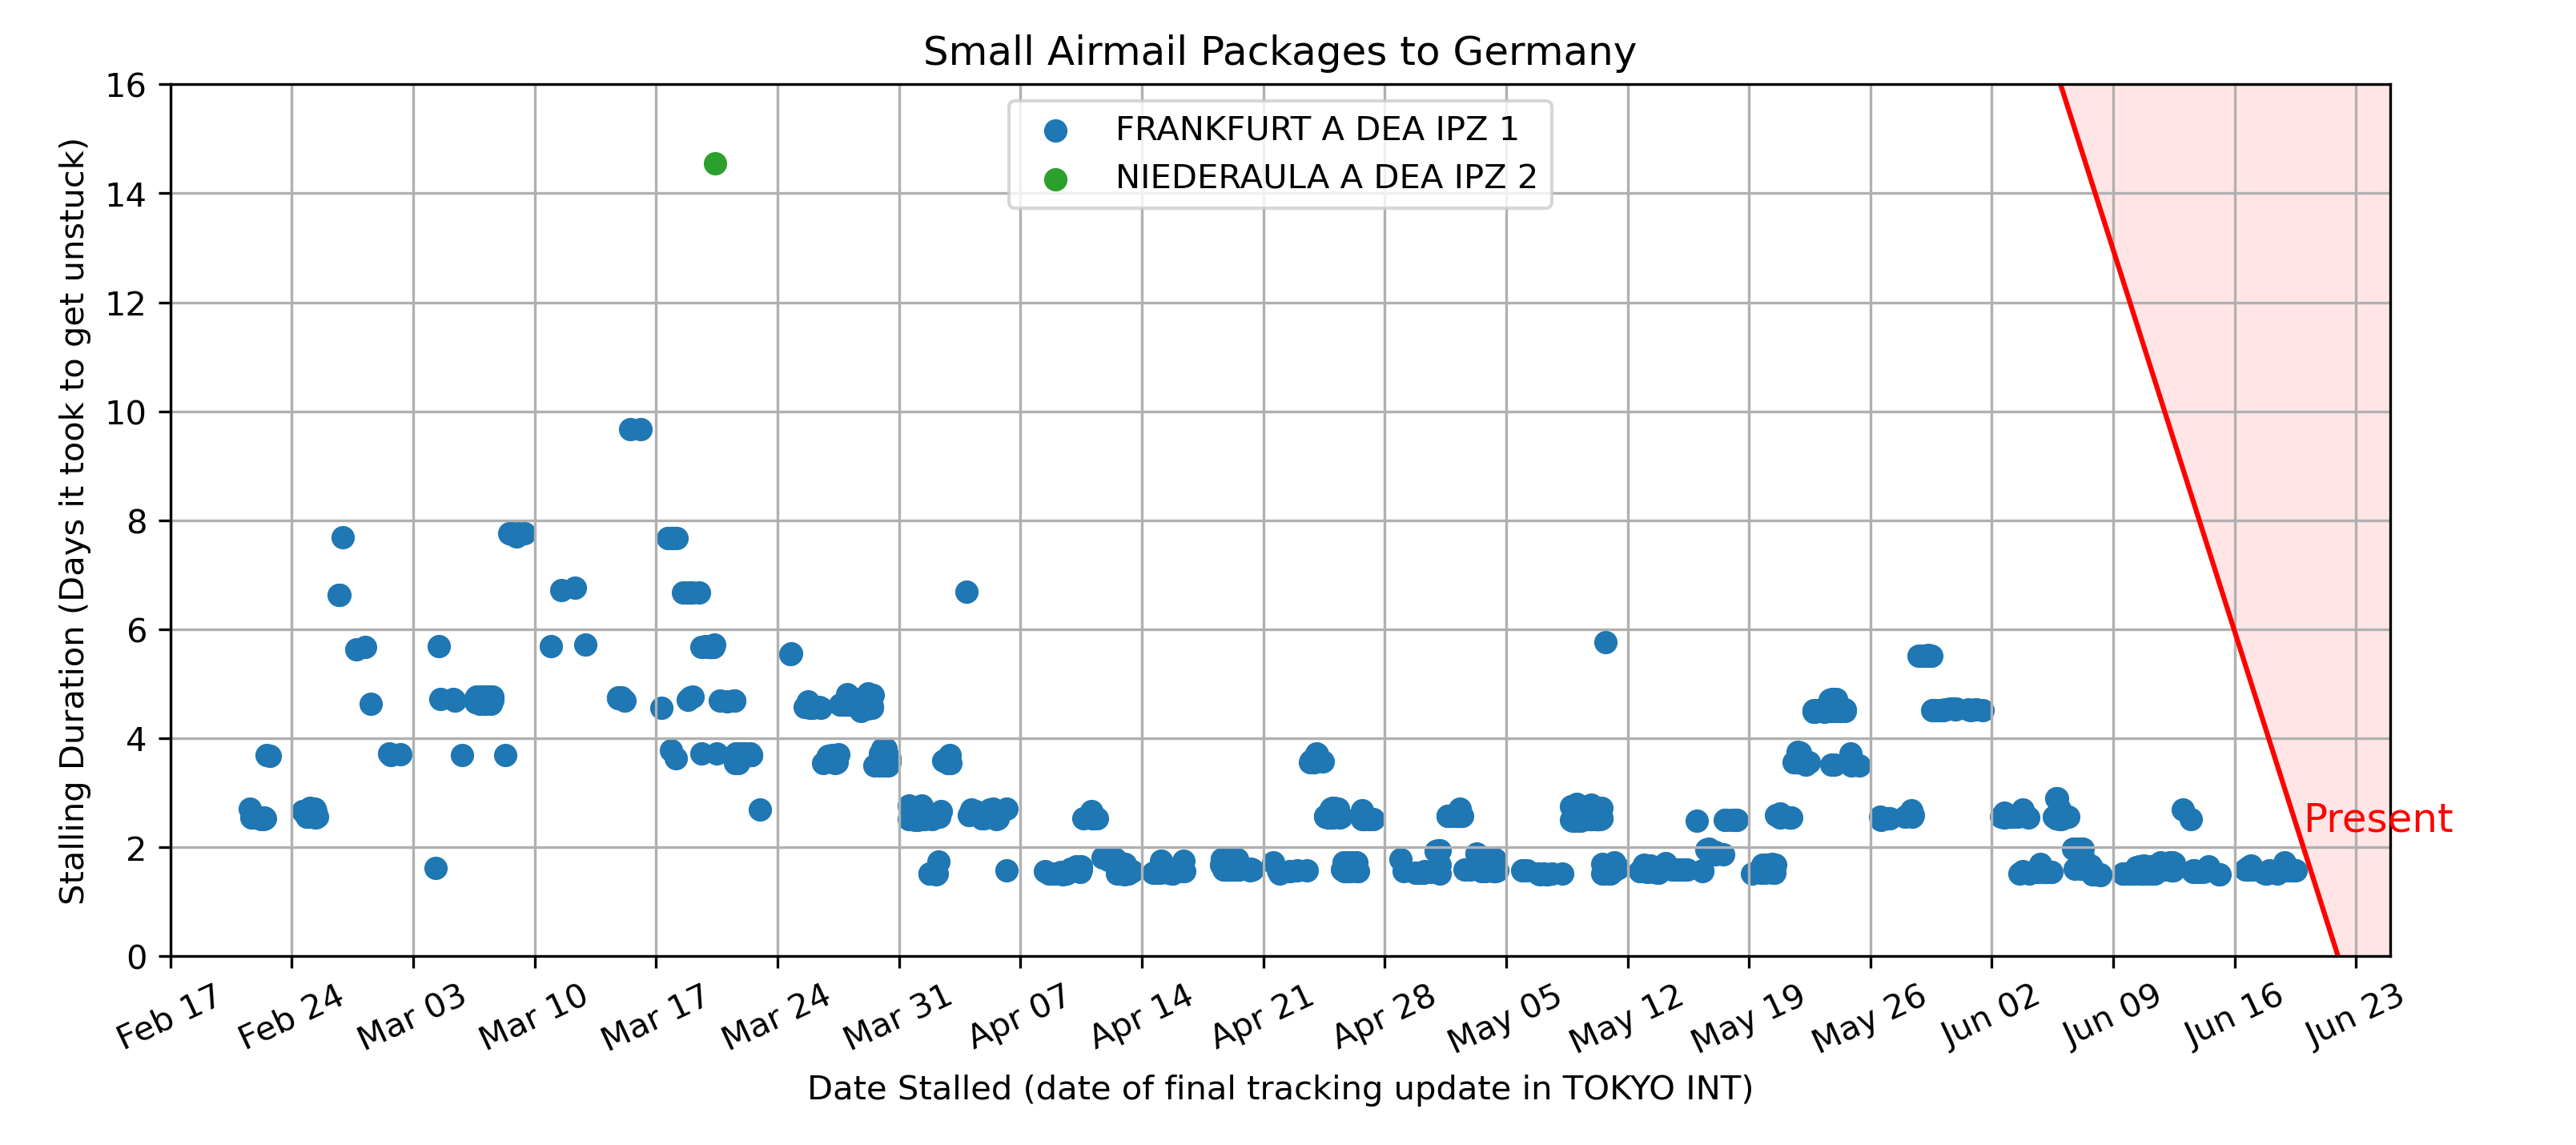 Small Airmail Packages to Germany
16
14
12
10
8
6
4
2
0
Stalling Duration (Days it took to get unstuck)
FRANKFURT A DEA IPZ 1
NIEDERAULA A DEA IPZ 2
Present
Feb 17
Feb 24
Mar 03
Mar 10
Mar 17
Mar 24
Mar 31
Apr 07
Apr 14
Apr 21
Apr 28
May 05
May 12
May 19
May 26
Jun 02
Jun 09
Jun 16
Jun 23
Date Stalled (date of final tracking update in TOKYO INT)